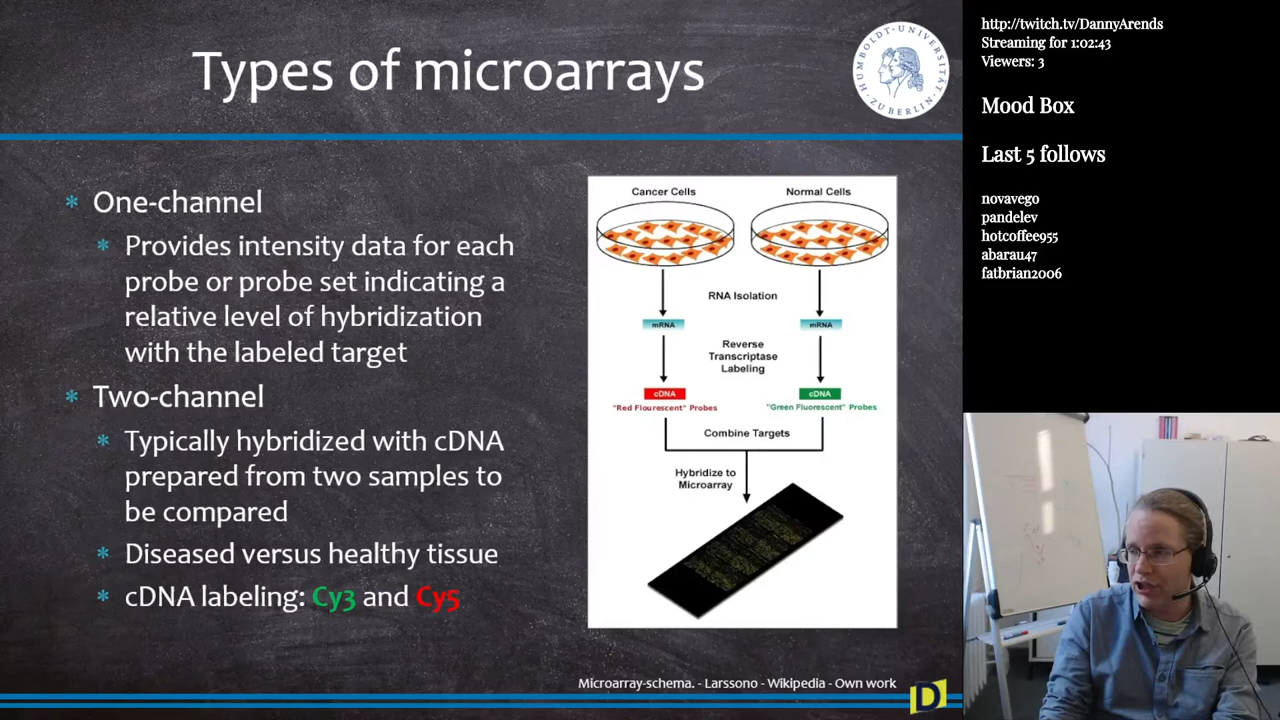 Types of microarrays
HUMBOLDT-UNIVERSITÄT
ZU BERLIN
* One-channel
* Provides intensity data for each
probe or probe set indicating a
relative level of hybridization
with the labeled target
* Two-channel
* Typically hybridized with cDNA
prepared from two samples to
be compared
* Diseased versus healthy tissue
* cDNA labeling: Cy3 and Cy5
Cancer Cells
Normal Cells
RNA Isolation
mRNA
mRNA
Reverse
Transcriptase
Labeling
cDNA
cDNA
"Red Flourescent" Probes
"Green Fluorescent" Probes
Combine Targets
Hybridize to
Microarray
Microarray-schema. - Larssono - Wikipedia - Own work
D
http://twitch.tv/DannyArends
Streaming for 1:02:43
Viewers: 3
Mood Box
Last 5 follows
novavego
pandelev
hotcoffee955
abarau47
fatbrian2006